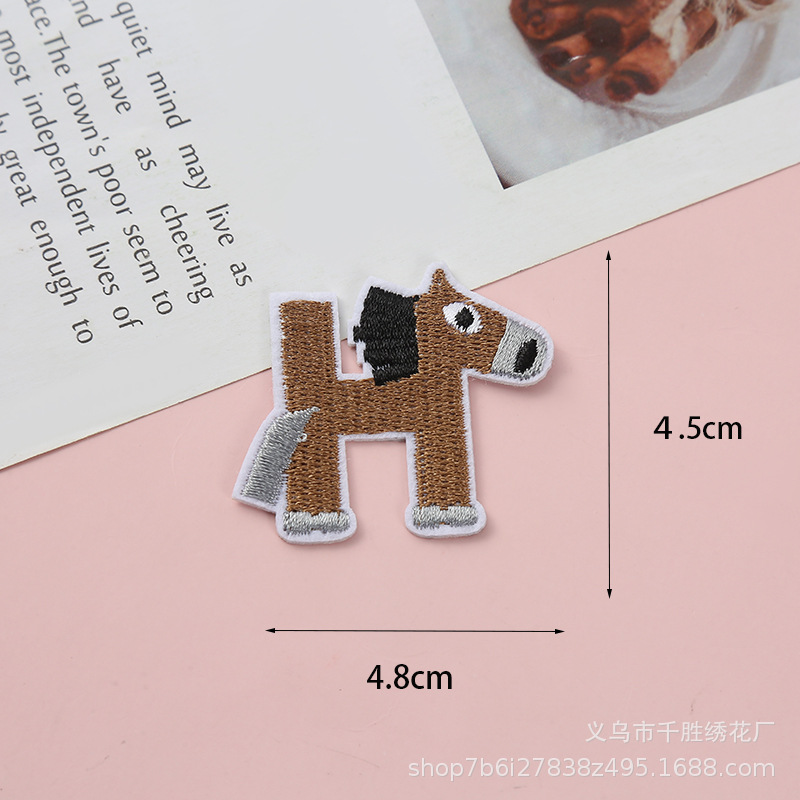 quiet mind may live as
and have as cheering
ace. The town's poor seem to
most independent lives of
great enough to
4.5cm
4.8cm
义乌市千胜绣花厂
shop7b6i27838z495.1688.com